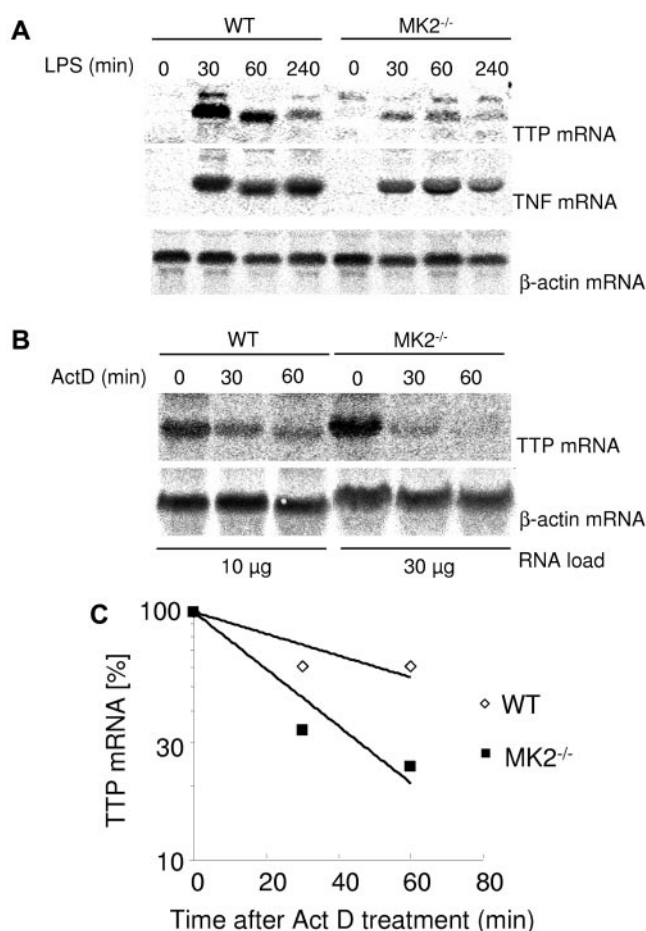 A
WT MK2-/-
LPS (min) 0 30 60 240 0 30 60 240
TTP mRNA
TNF mRNA
β-actin mRNA
B
WT MK2-/-
ActD (min) 0 30 60 0 30 60
TTP mRNA
β-actin mRNA
10 µg 30 µg RNA load
C
TTP mRNA [%]
100
30
10
0 20 40 60 80
Time after Act D treatment (min)
WT
MK2-/-